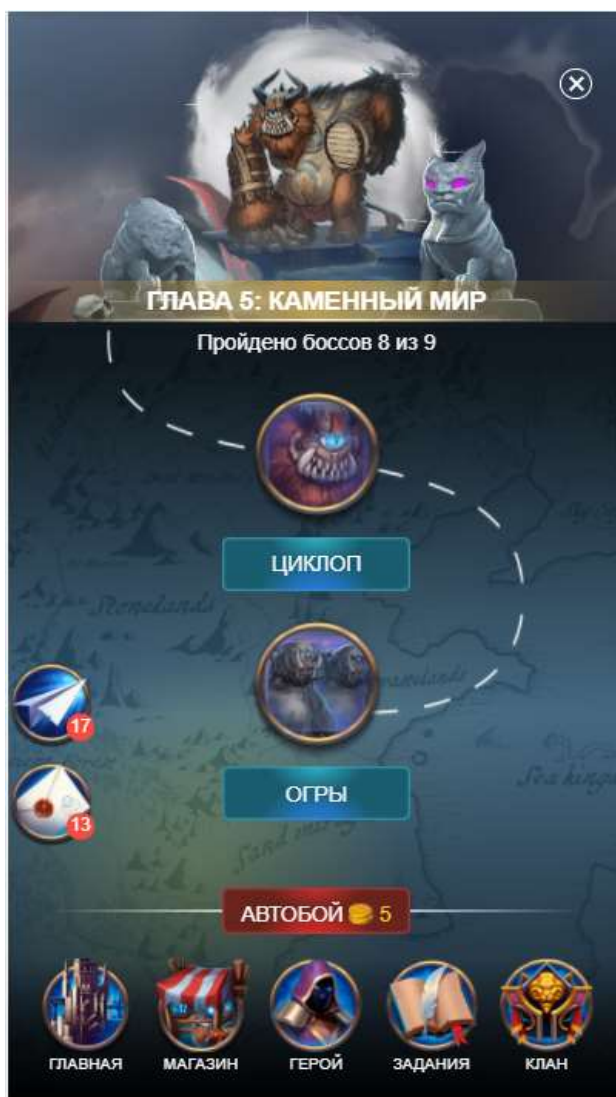 ГЛАВА 5: КАМЕННЫЙ МИР
Пройдено боссов 8 из 9
ЦИКЛОП
Stonelands
17
13
ОГРЫ
АВТОБОЙ 5
ГЛАВНАЯ МАГАЗИН ГЕРОЙ ЗАДАНИЯ КЛАН